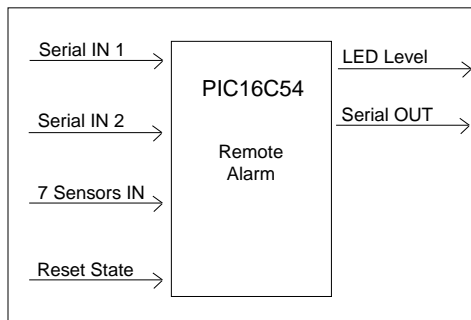 Serial IN 1
Serial IN 2
7 Sensors IN
Reset State
PIC16C54
Remote
Alarm
LED Level
Serial OUT